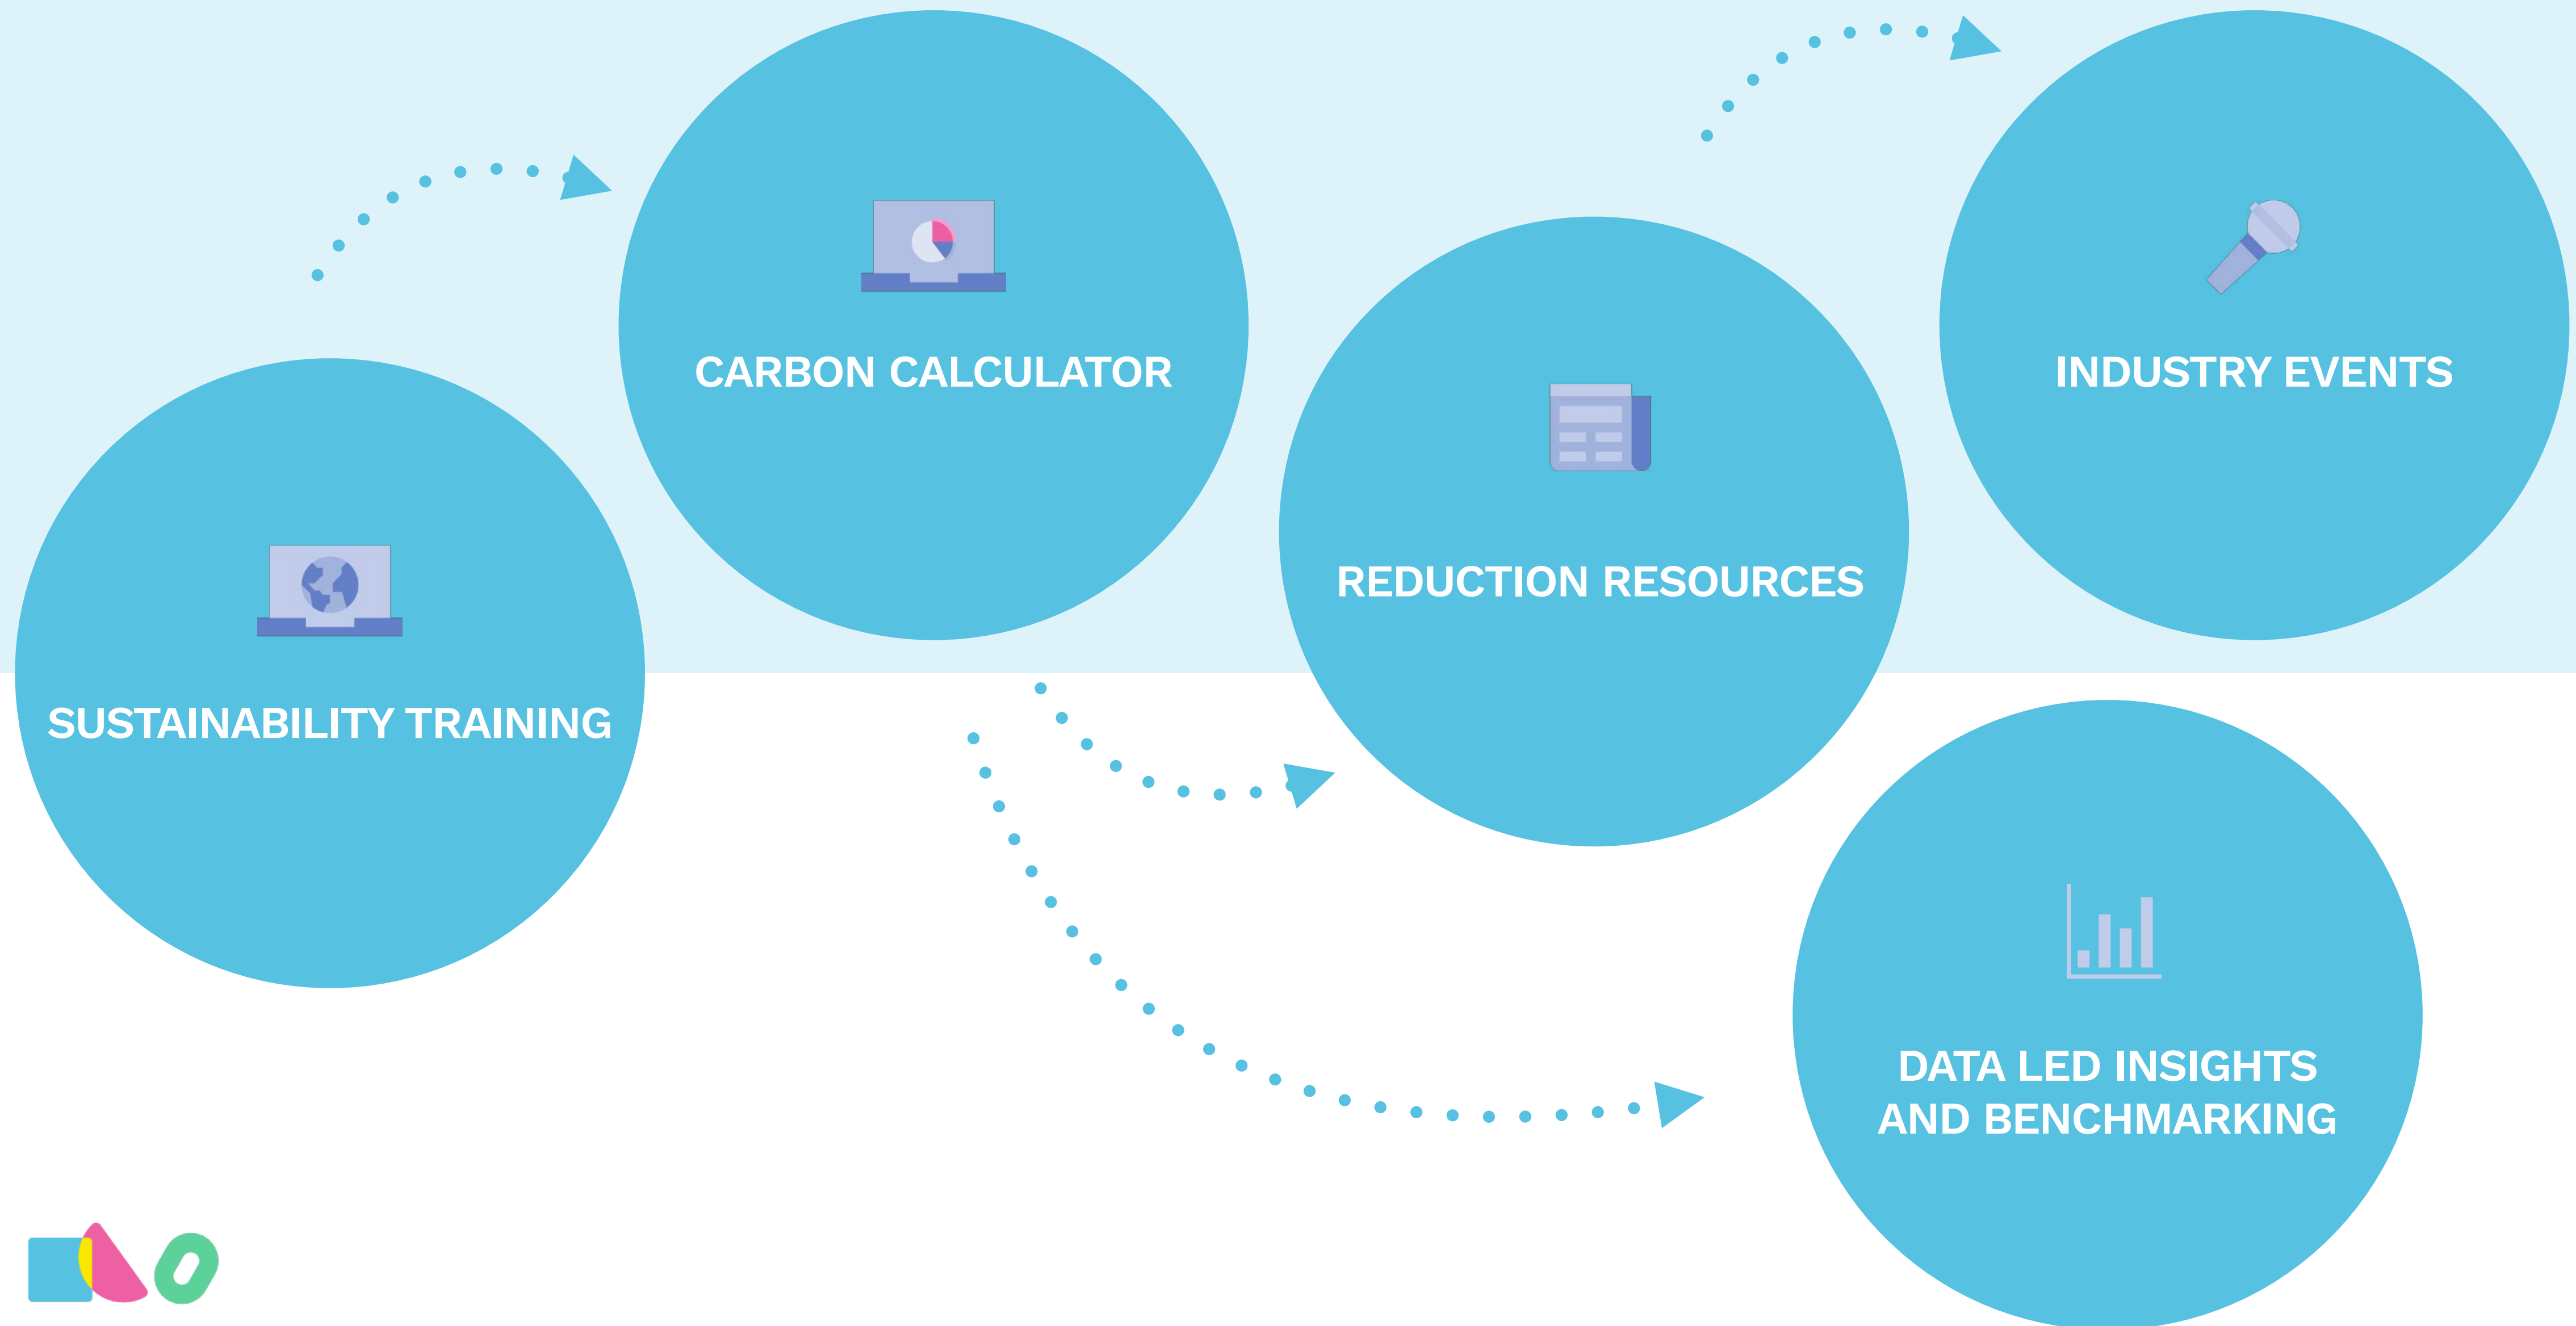 SUSTAINABILITY TRAINING
CARBON CALCULATOR
REDUCTION RESOURCES
INDUSTRY EVENTS
DATA LED INSIGHTS
AND BENCHMARKING